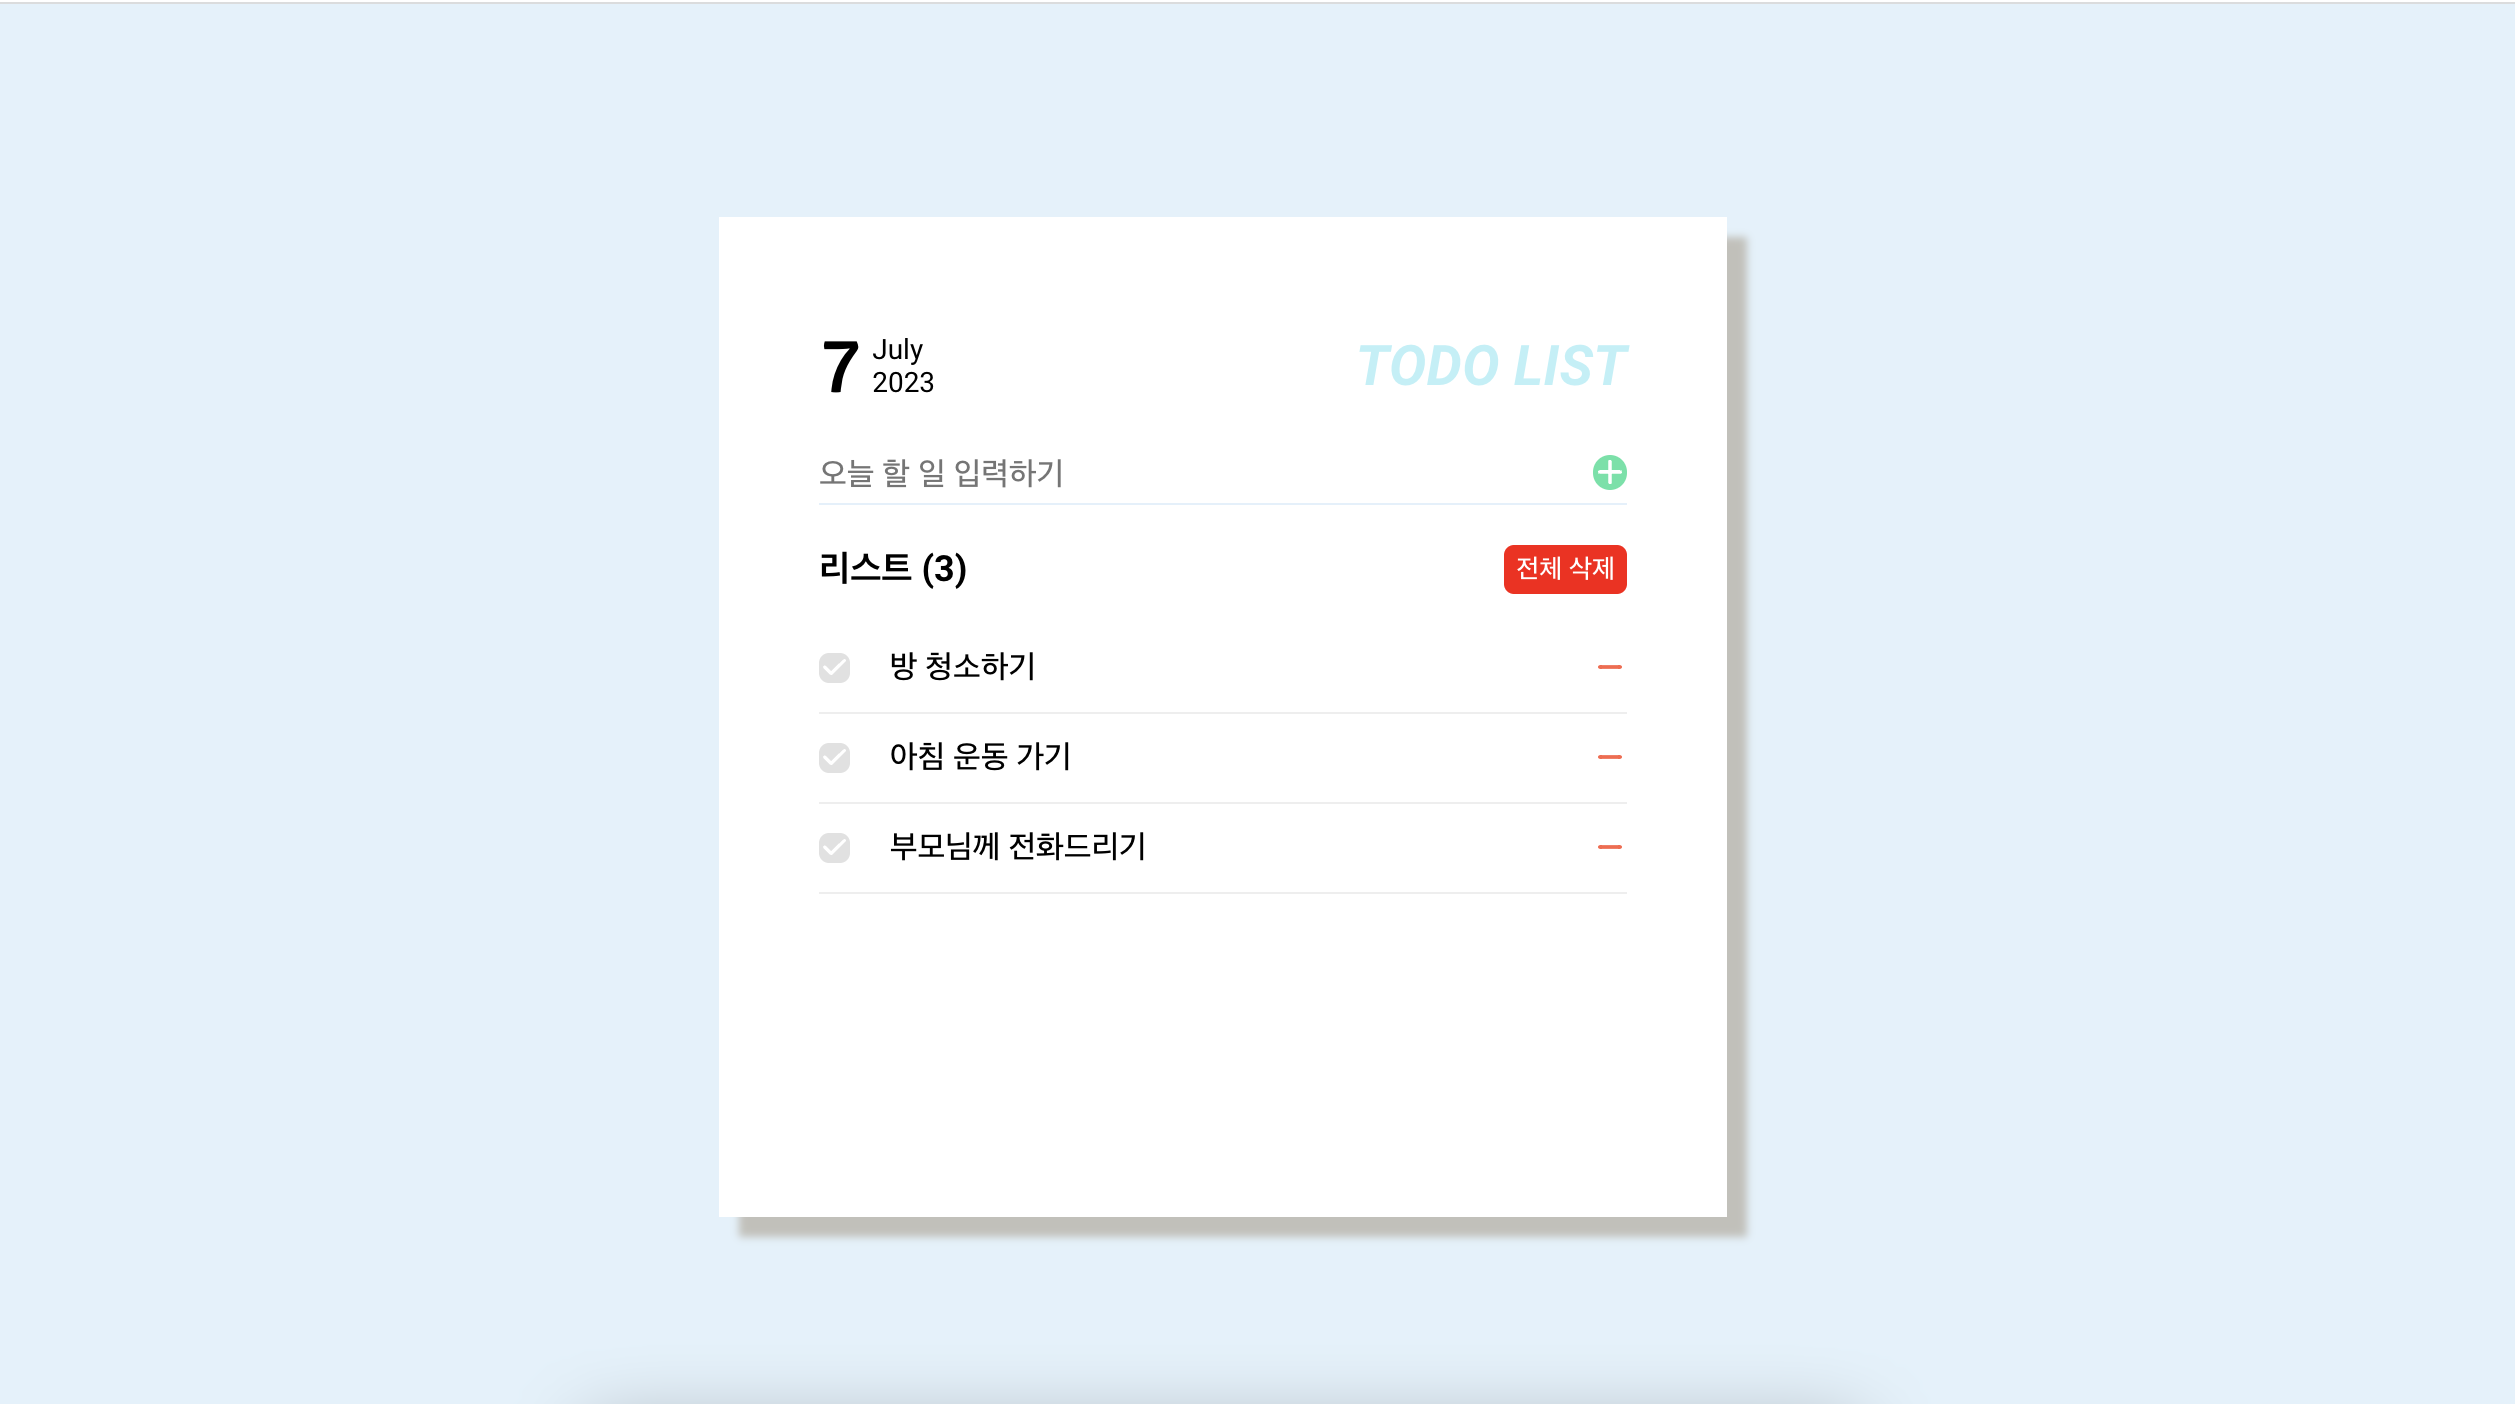 7
July
2023
TODO LIST
오늘 할 일 입력하기
리스트 (3)
전체 삭제
방 청소하기
아침 운동 가기
부모님께 전화드리기